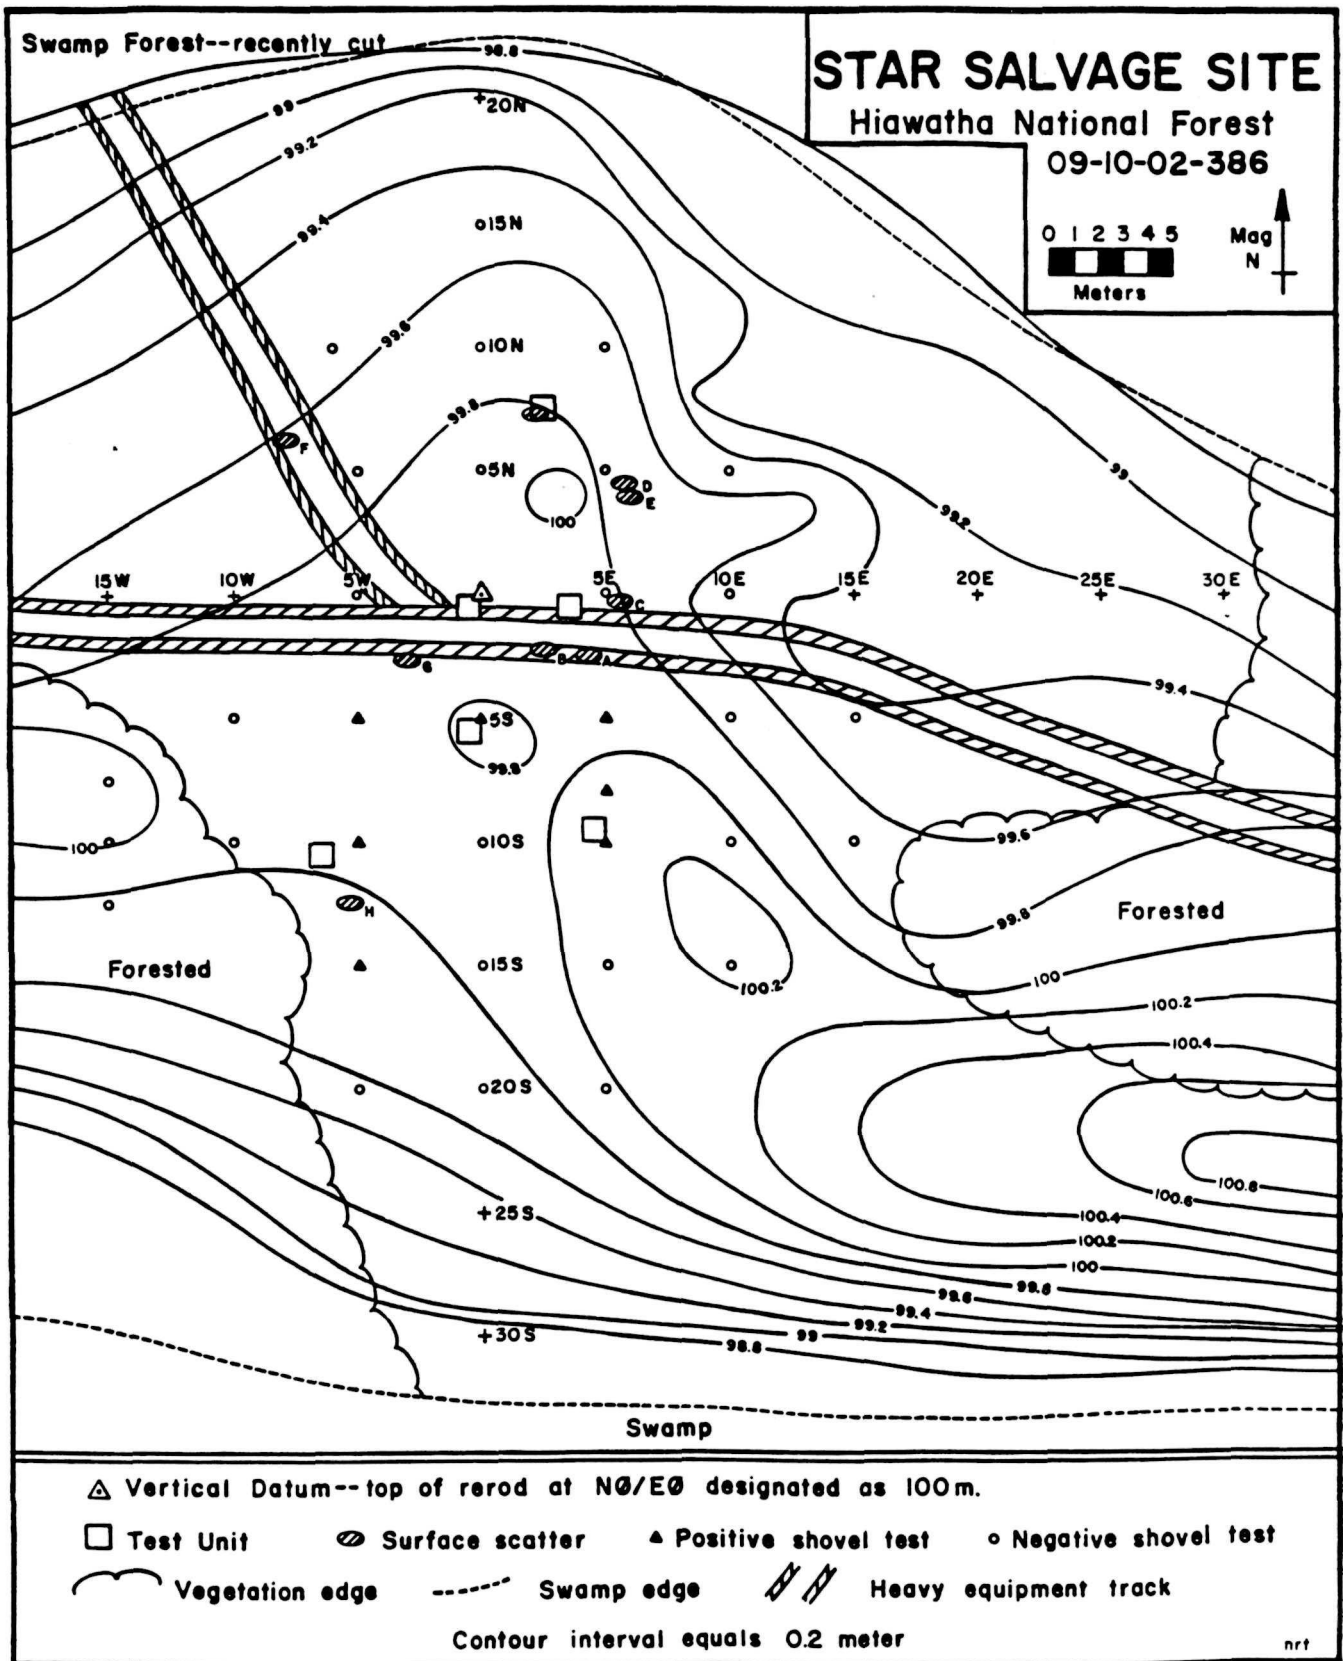 Swamp Forest--recently cut
STAR SALVAGE SITE
Hiawatha National Forest
09-10-02-386
0 1 2 3 4 5
Meters
Mag
N
98.8
99
20N
99.2
99.4
15N
99.6
10N
99.8
F
5N
D
E
100
99
99.2
15W 10W 5W 5E 10E 15E 20E 25E 30E
C
G B A
99.4
5S
99.8
99.6
100
10S
H
99.8
Forested
Forested
15S
100.2
100
100.2
100.4
20S
100.8
100.6
25S
100.4
100.2
100
99.8
99.6
99.4
99.2
99
98.8
30S
Swamp
Vertical Datum--top of rerod at NØ/EØ designated as 100m.
Test Unit Surface scatter Positive shovel test Negative shovel test
Vegetation edge Swamp edge Heavy equipment track
Contour interval equals 0.2 meter
nrt